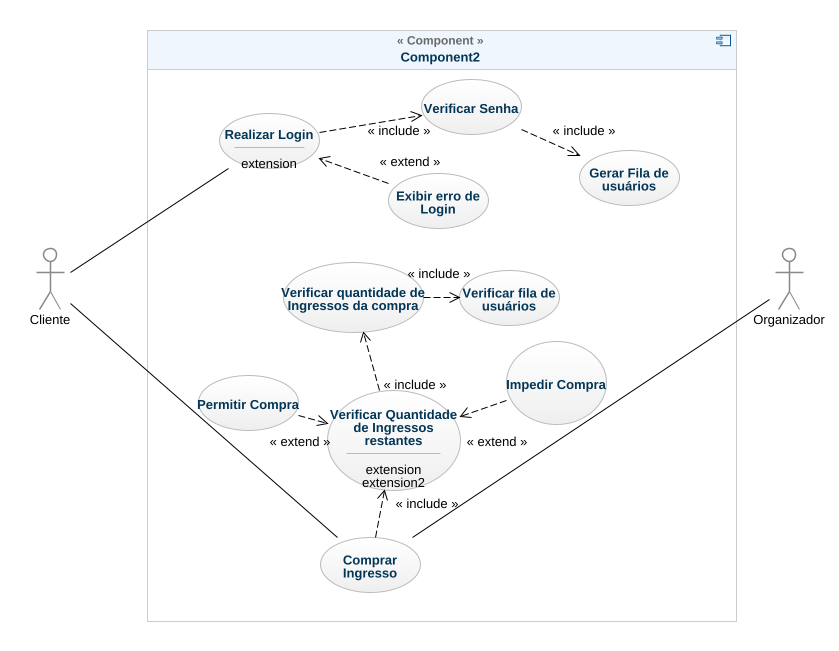 « Component »
Component2
Verificar Senha
Realizar Login
« include »
« include »
extension
« extend »
Gerar Fila de
usuários
Exibir erro de
Login
« include »
Verificar quantidade de
Ingressos da compra
Verificar fila de
usuários
Cliente
Organizador
« include »
Impedir Compra
Permitir Compra
Verificar Quantidade
de Ingressos
restantes
« extend »
« extend »
extension
extension2
« include »
Comprar
Ingresso